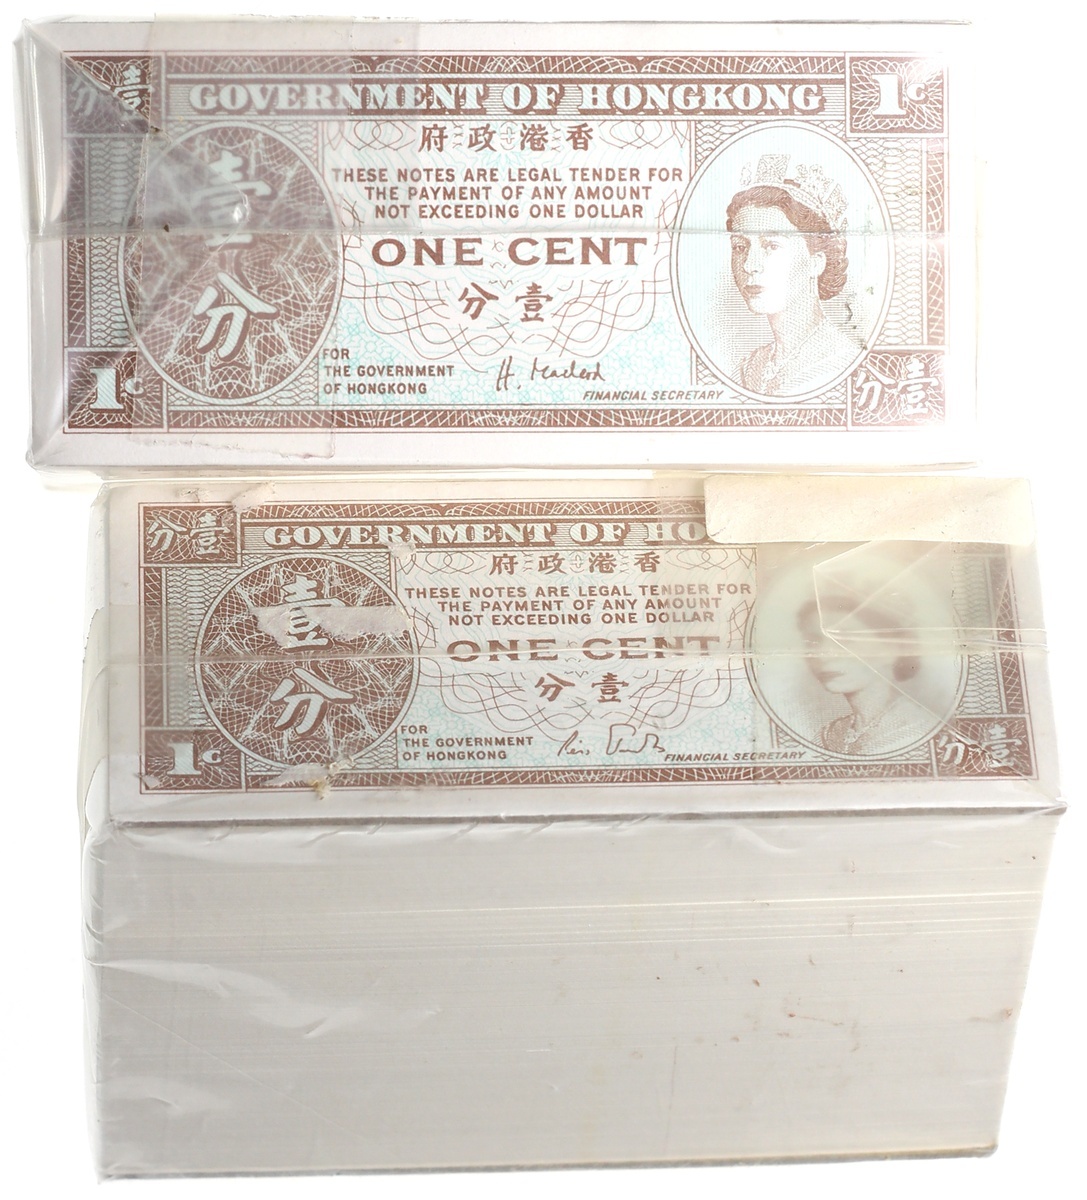 分壹
GOVERNMENT OF HONGKONG
1C
府政港香
壹
分
THESE NOTES ARE LEGAL TENDER FOR
THE PAYMENT OF ANY AMOUNT
NOT EXCEEDING ONE DOLLAR
ONE CENT
分壹
FOR
THE GOVERNMENT
OF HONGKONG
FINANCIAL SECRETARY
1C
分壹
分壹
GOVERNMENT OF HO
府政港香
壹
分
THESE NOTES ARE LEGAL TENDER FOR
THE PAYMENT OF ANY AMOUNT
NOT EXCEEDING ONE DOLLAR
ONE CENT
分壹
FOR
THE GOVERNMENT
OF HONGKONG
FINANCIAL SECRETARY
1C
分壹